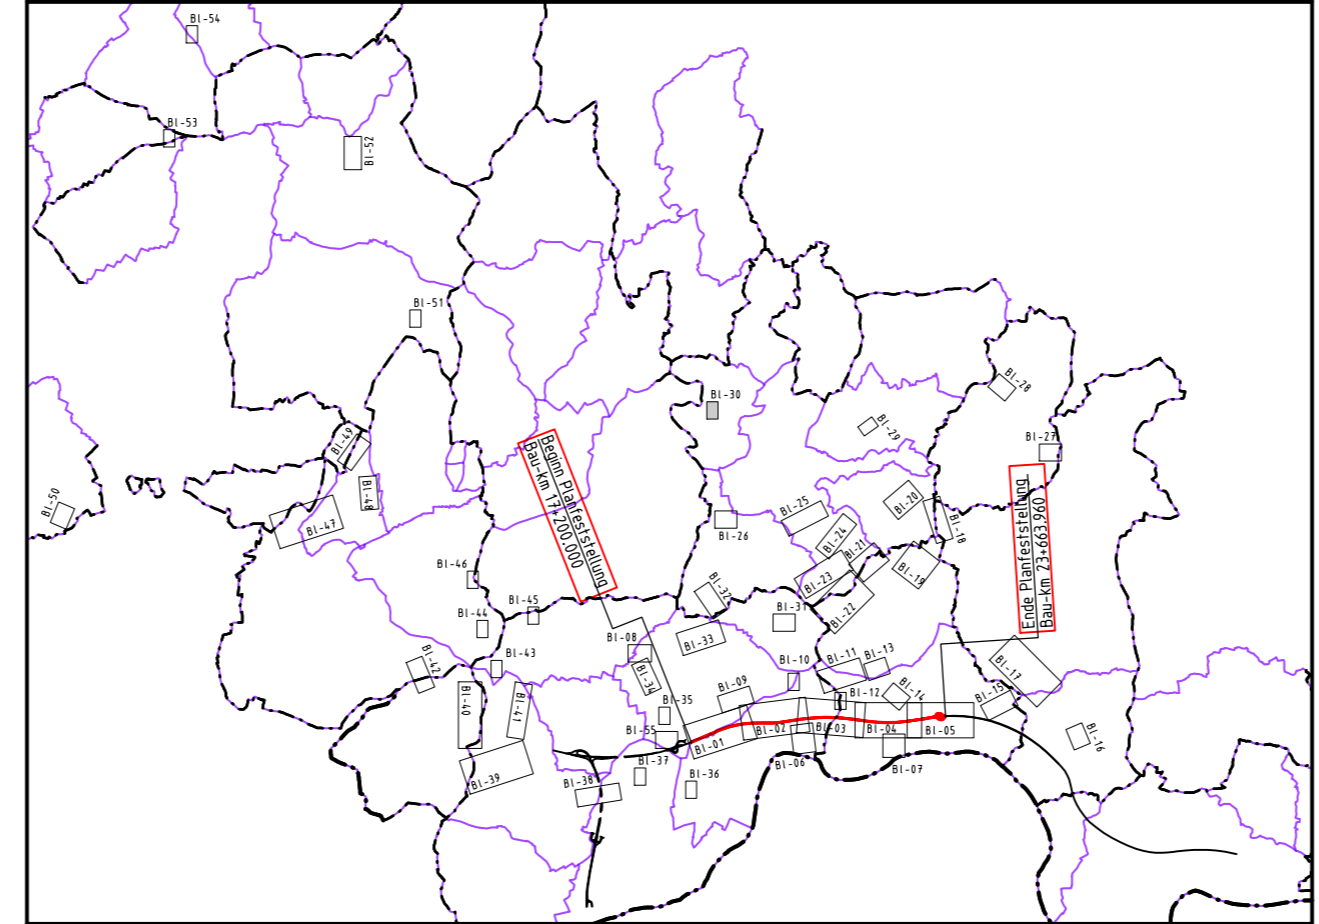 Bl-54
Bl-53
Bl-52
Bl-51
Bl-28
Bl-30
Bl-29
Bl-27
Bl-49
Beginn Planfeststellung
Bau-km 17+200.000
Ende Planfeststellung
Bau-km 23+663.960
Bl-48
Bl-50
Bl-47
Bl-20
Bl-25
Bl-18
Bl-26
Bl-24
Bl-21
Bl-46
Bl-19
Bl-23
Bl-32
Bl-45
Bl-31
Bl-22
Bl-44
Bl-08
Bl-33
Bl-43
Bl-42
Bl-10
Bl-11
Bl-13
Bl-17
Bl-34
Bl-09
Bl-12
Bl-14
Bl-15
Bl-40
Bl-41
Bl-35
Bl-55
Bl-01
Bl-02
Bl-03
Bl-04
Bl-05
Bl-16
Bl-06
Bl-07
Bl-37
Bl-36
Bl-39
Bl-38